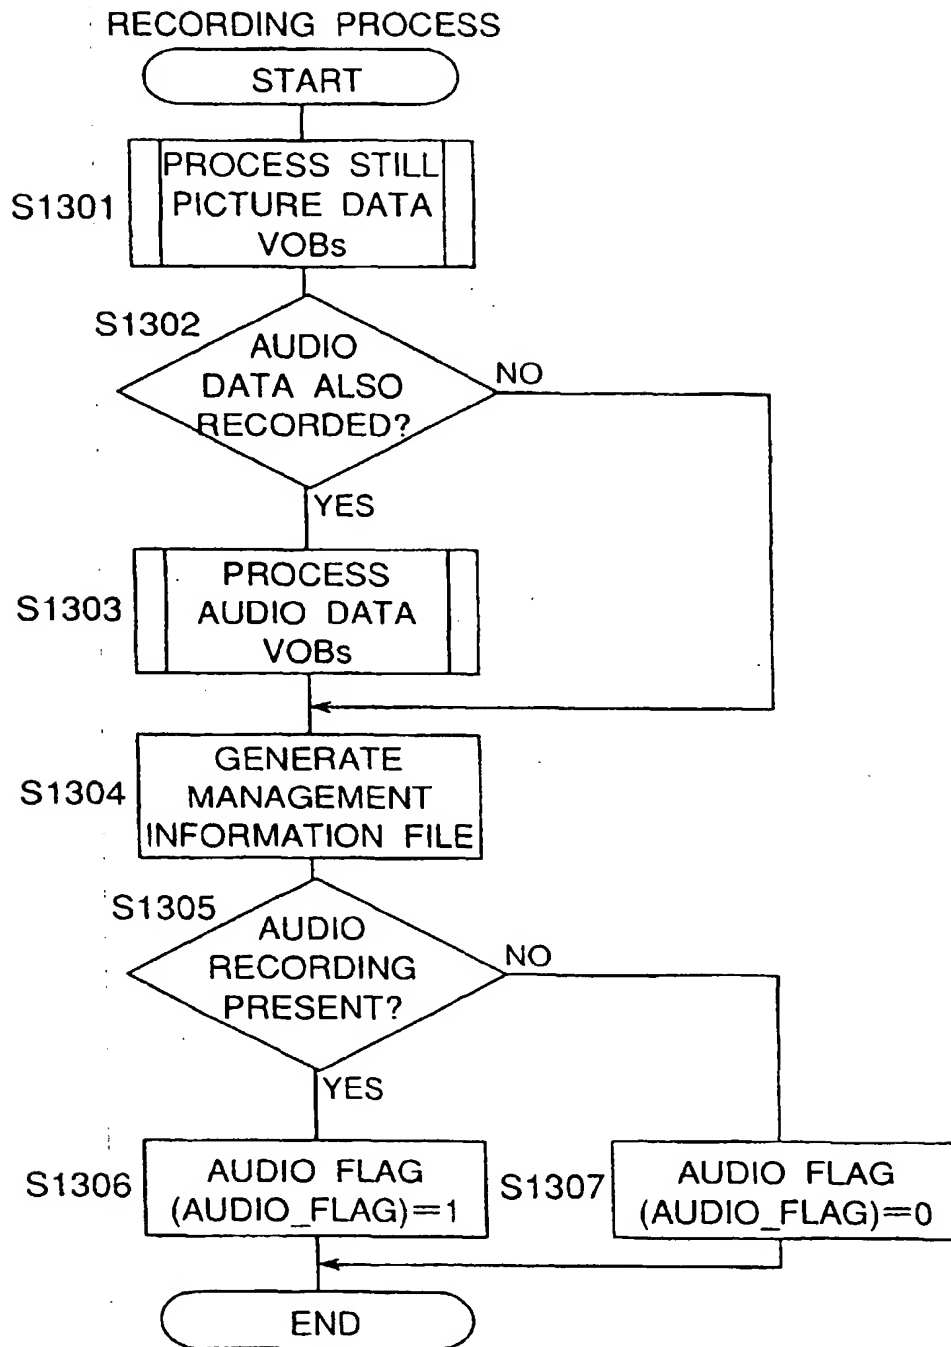 RECORDING PROCESS
START
S1301
PROCESS STILL
PICTURE DATA
VOBs
S1302
AUDIO
DATA ALSO
RECORDED?
NO
YES
S1303
PROCESS
AUDIO DATA
VOBs
S1304
GENERATE
MANAGEMENT
INFORMATION FILE
S1305
AUDIO
RECORDING
PRESENT?
NO
YES
S1306
AUDIO FLAG
(AUDIO_FLAG)=1
S1307
AUDIO FLAG
(AUDIO_FLAG)=0
END